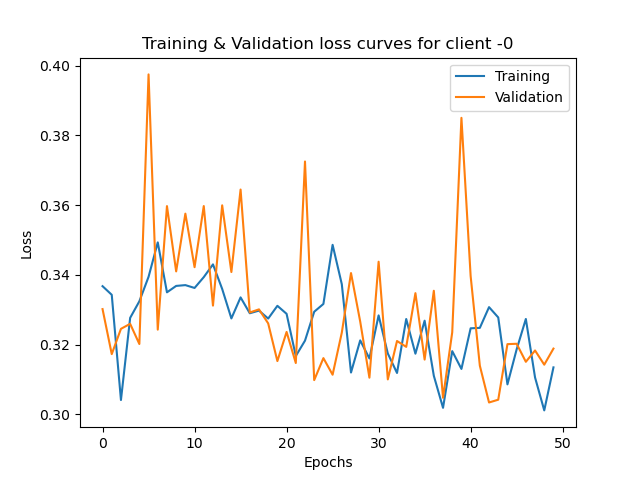 Training & Validation loss curves for client -0
Training
Validation
Loss
0.40
0.38
0.36
0.34
0.32
0.30
0
10
20
30
40
50
Epochs